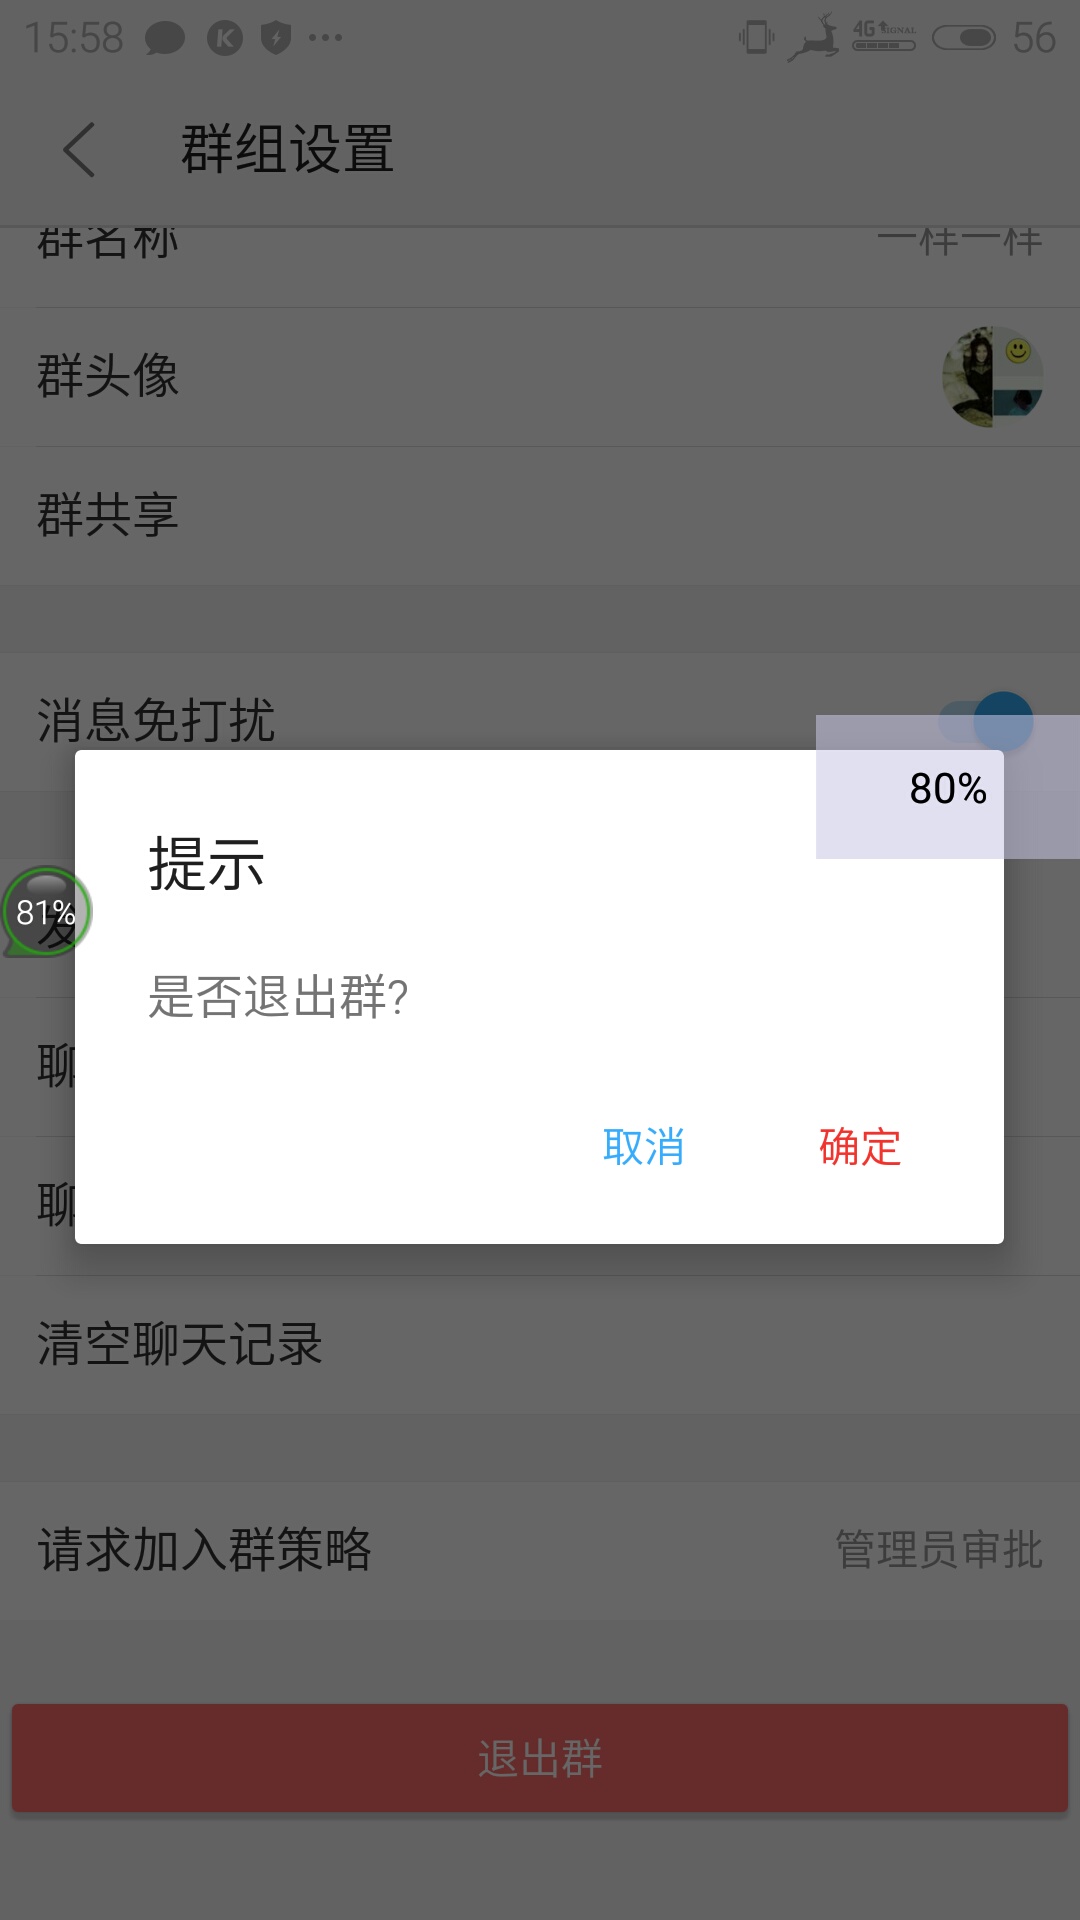 15:58
4G SIGNAL
56
群组设置
群名称
一样一样
群头像
群共享
消息免打扰
80%
提示
81%
发
是否退出群?
聊
取消
确定
聊
清空聊天记录
请求加入群策略
管理员审批
退出群